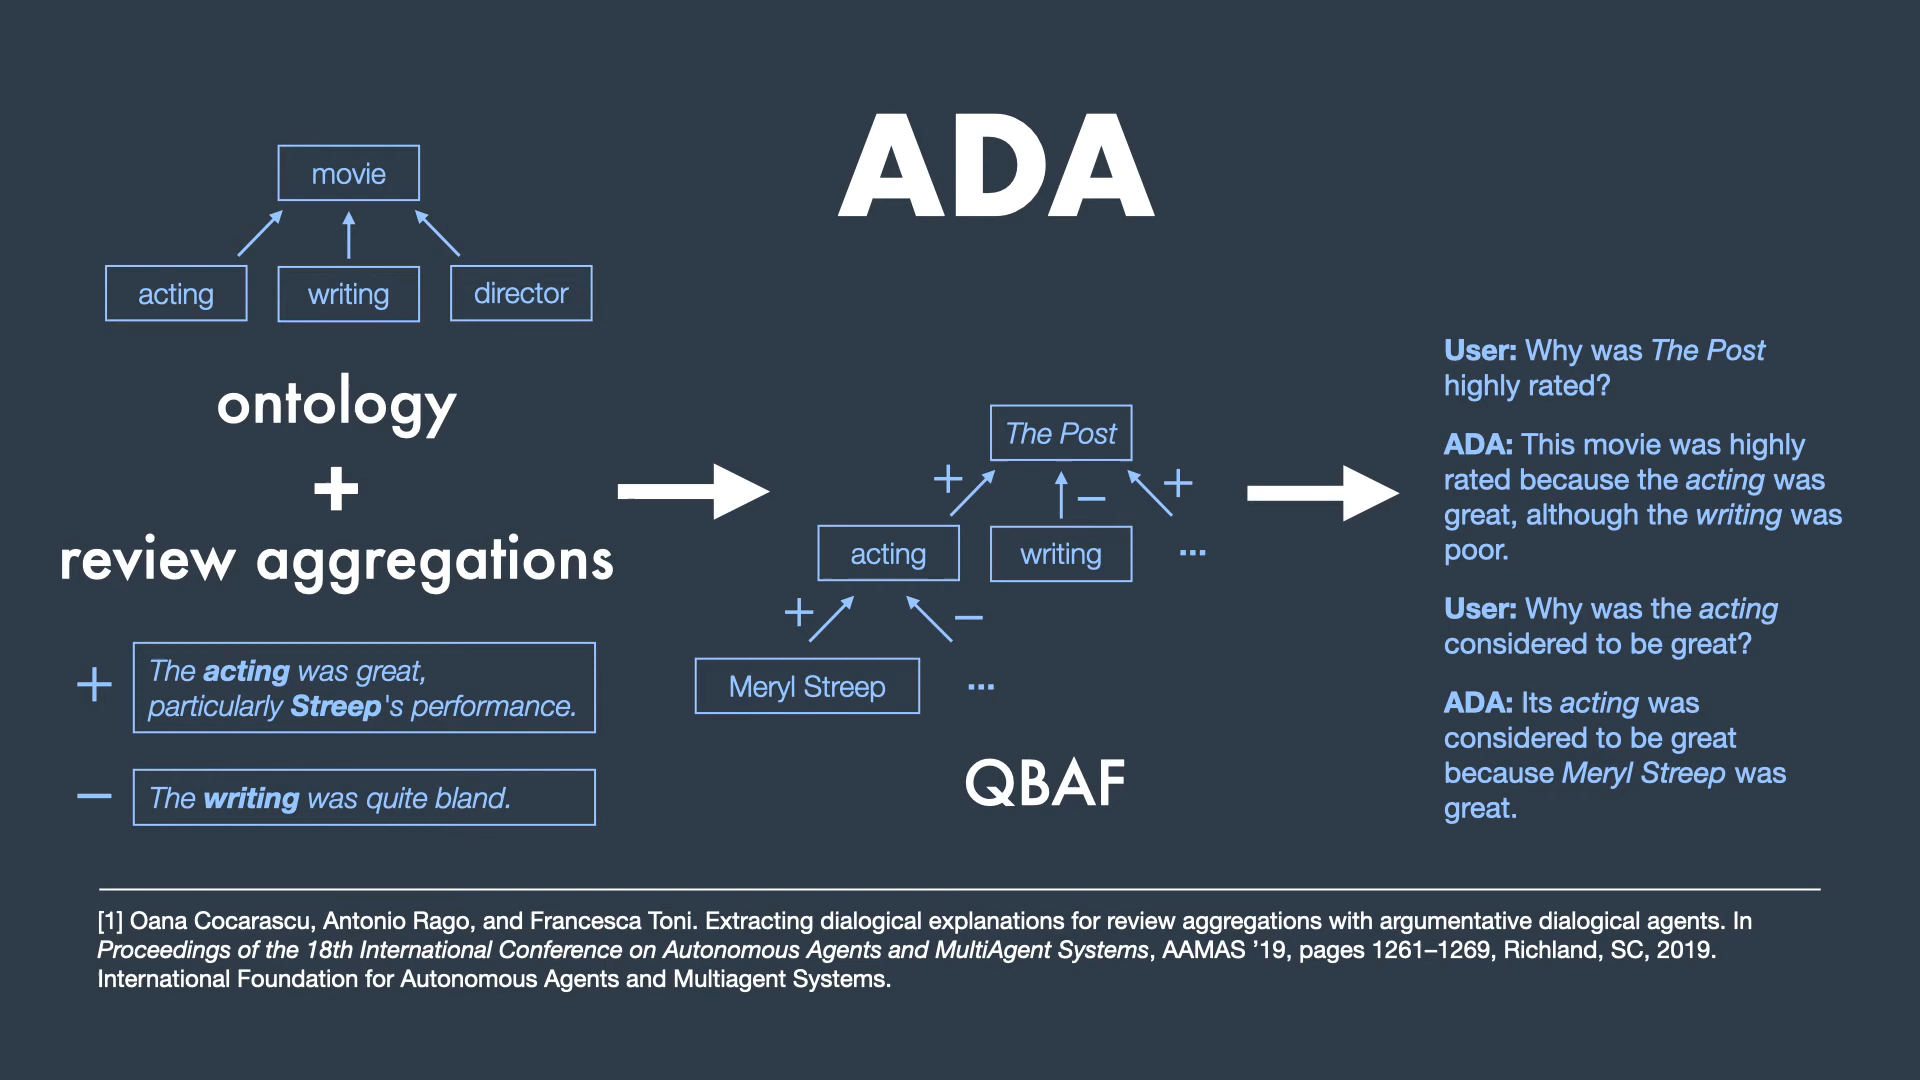 ADA
movie
acting
writing
director
ontology
+
review aggregations
+
The acting was great,
particularly Streep's performance.
–
The writing was quite bland.
The Post
+
–
+
acting
writing
...
+
–
Meryl Streep
...
QBAF
User: Why was The Post
highly rated?
ADA: This movie was highly
rated because the acting was
great, although the writing was
poor.
User: Why was the acting
considered to be great?
ADA: Its acting was
considered to be great
because Meryl Streep was
great.
[1] Oana Cocarascu, Antonio Rago, and Francesca Toni. Extracting dialogical explanations for review aggregations with argumentative dialogical agents. In
Proceedings of the 18th International Conference on Autonomous Agents and MultiAgent Systems, AAMAS ’19, pages 1261–1269, Richland, SC, 2019.
International Foundation for Autonomous Agents and Multiagent Systems.